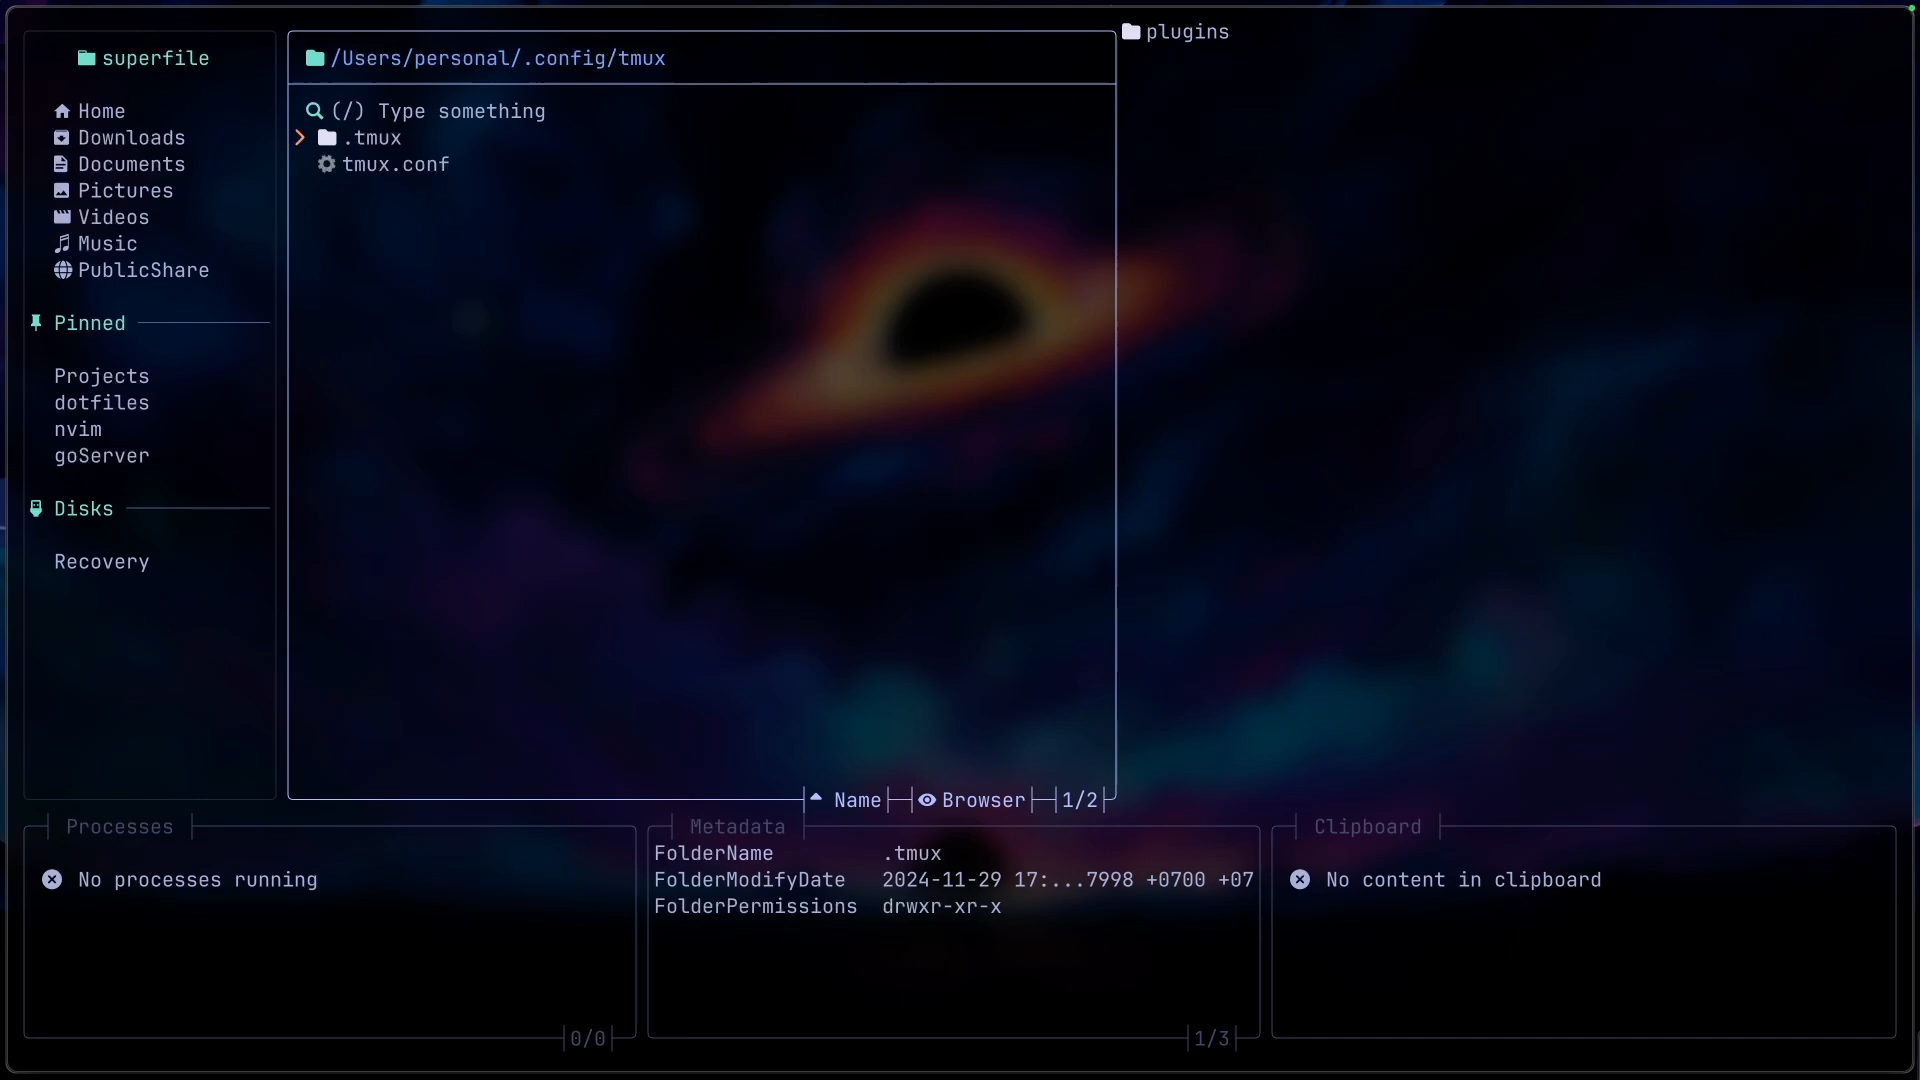 superfile
Home
Downloads
Documents
Pictures
Videos
Music
PublicShare
Pinned
Projects
dotfiles
nvim
goServer
Disks
Recovery
/Users/personal/.config/tmux
(/) Type something
.tmux
tmux.conf
Name
Browser
1/2
plugins
Processes
No processes running
0/0
Metadata
FolderName .tmux
FolderModifyDate 2024-11-29 17:...7998 +0700 +07
FolderPermissions drwxr-xr-x
1/3
Clipboard
No content in clipboard